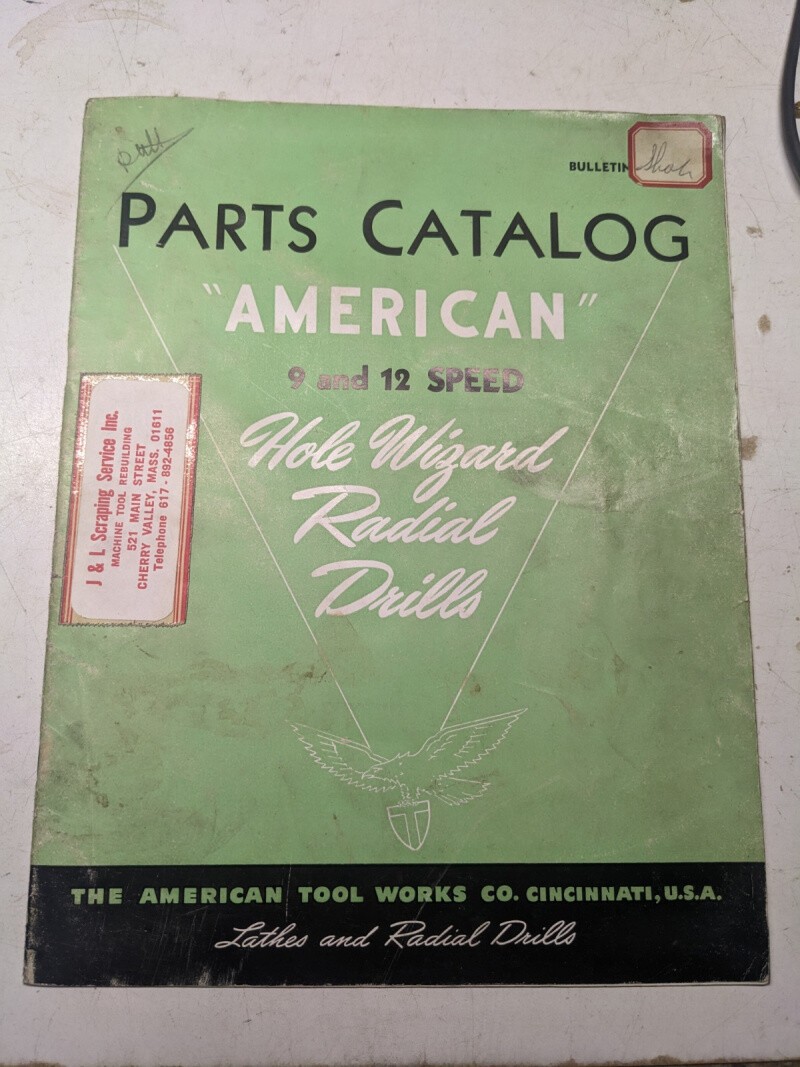 BULLETIN
PARTS CATALOG
"AMERICAN"
9 and 12 SPEED
Hole Wizard
Radial
Drills
J & L Scraping Service Inc.
MACHINE TOOL REBUILDING
521 MAIN STREET
CHERRY VALLEY, MASS. 01611
Telephone 617 - 892-4856
T
THE AMERICAN TOOL WORKS CO. CINCINNATI, U.S.A.
Lathes and Radial Drills